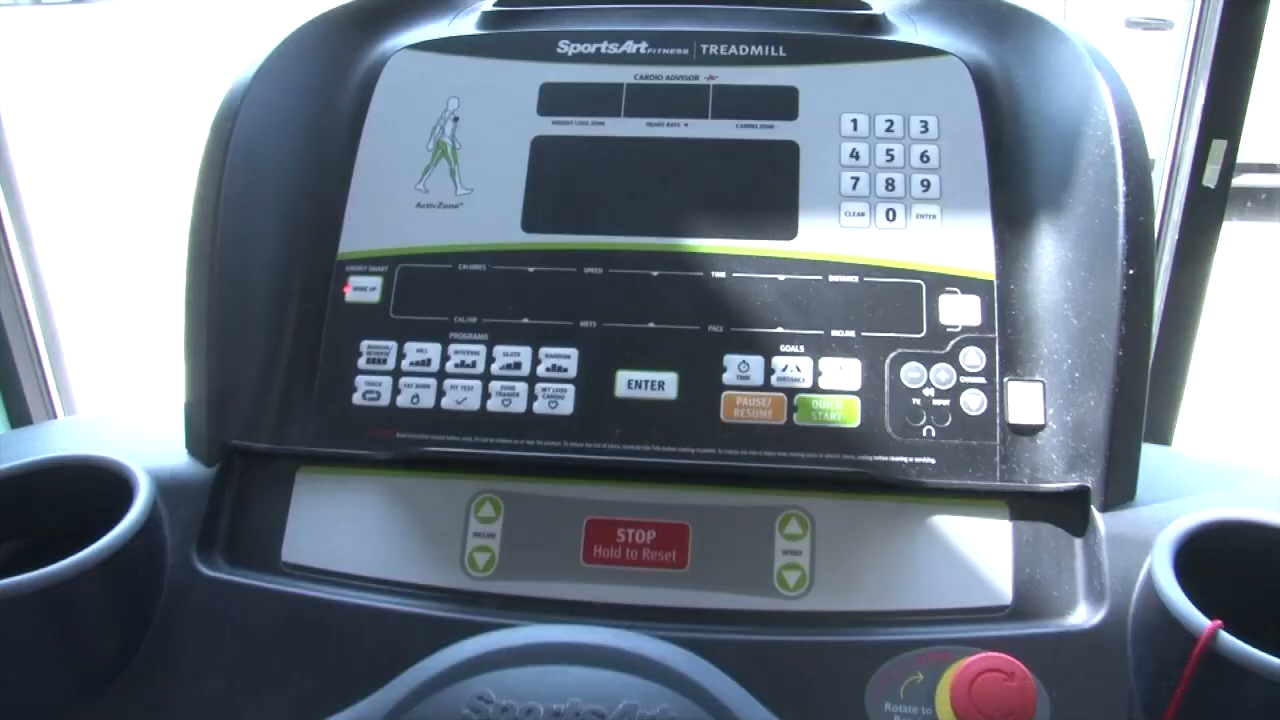 SportsArt FITNESS | TREADMILL
CARDIO ADVISOR
WEIGHT LOSS ZONE HEART RATE CARDIO ZONE
ActivZone
1 2 3
4 5 6
7 8 9
CLEAR 0 ENTER
ENERGY SMART
WAKE UP
CALORIES SPEED TIME DISTANCE
CAL/HR METS PACE INCLINE
PROGRAMS
MANUAL/REVERSE HILL INTERVAL GLUTE RANDOM
TRACK FAT BURN FIT TEST ZONE TRAINER WT LOSS CARDIO
ENTER
GOALS
TIME DISTANCE
PAUSE/
RESUME
QUICK
START
CHANNEL
TV INPUT
INCLINE
STOP
Hold to Reset
SPEED
SportsArt
Rotate to